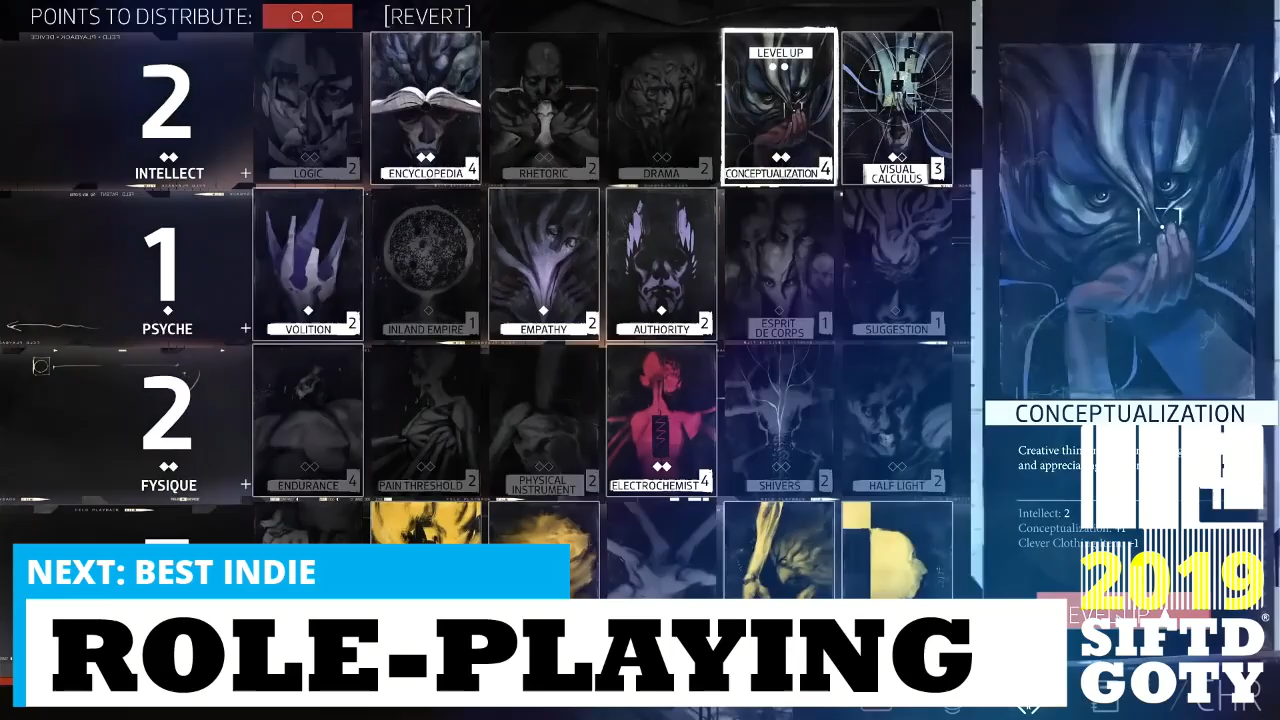 POINTS TO DISTRIBUTE: [REVERT]
2
INTELLECT +
LOGIC 2
ENCYCLOPEDIA 4
RHETORIC 2
DRAMA 2
LEVEL UP
CONCEPTUALIZATION 4
VISUAL CALCULUS 3
1
PSYCHE +
VOLITION 2
INLAND EMPIRE 1
EMPATHY 2
AUTHORITY 2
ESPRIT DE CORPS 1
SUGGESTION 1
2
FYSIQUE +
ENDURANCE 4
PAIN THRESHOLD 2
PHYSICAL INSTRUMENT 2
ELECTROCHEMIST 4
SHIVERS 2
HALF LIGHT 2
CONCEPTUALIZATION
Creative
and
Intellect: 2
Conceptualization: +1
Clever
NEXT: BEST INDIE
ROLE-PLAYING
2019
SIFTD®
GOTY